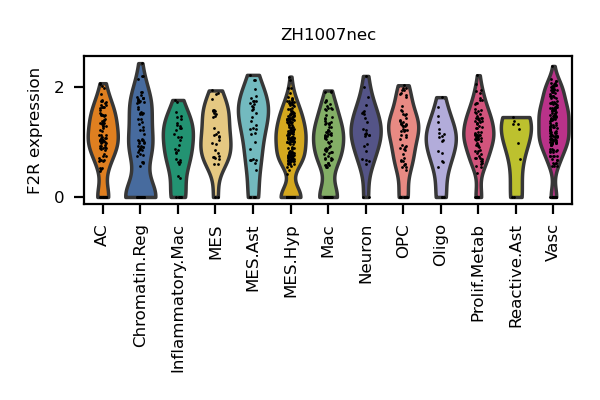 ZH1007nec
F2R expression
2
0
AC
Chromatin.Reg
Inflammatory.Mac
MES
MES.Ast
MES.Hyp
Mac
Neuron
OPC
Oligo
Prolif.Metab
Reactive.Ast
Vasc